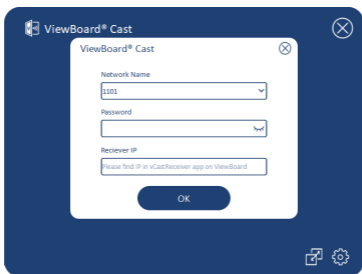 ViewBoard® Cast
ViewBoard® Cast
Network Name
1101
Password
Reciever IP
Please find IP in vCastReceiver app on ViewBoard
OK